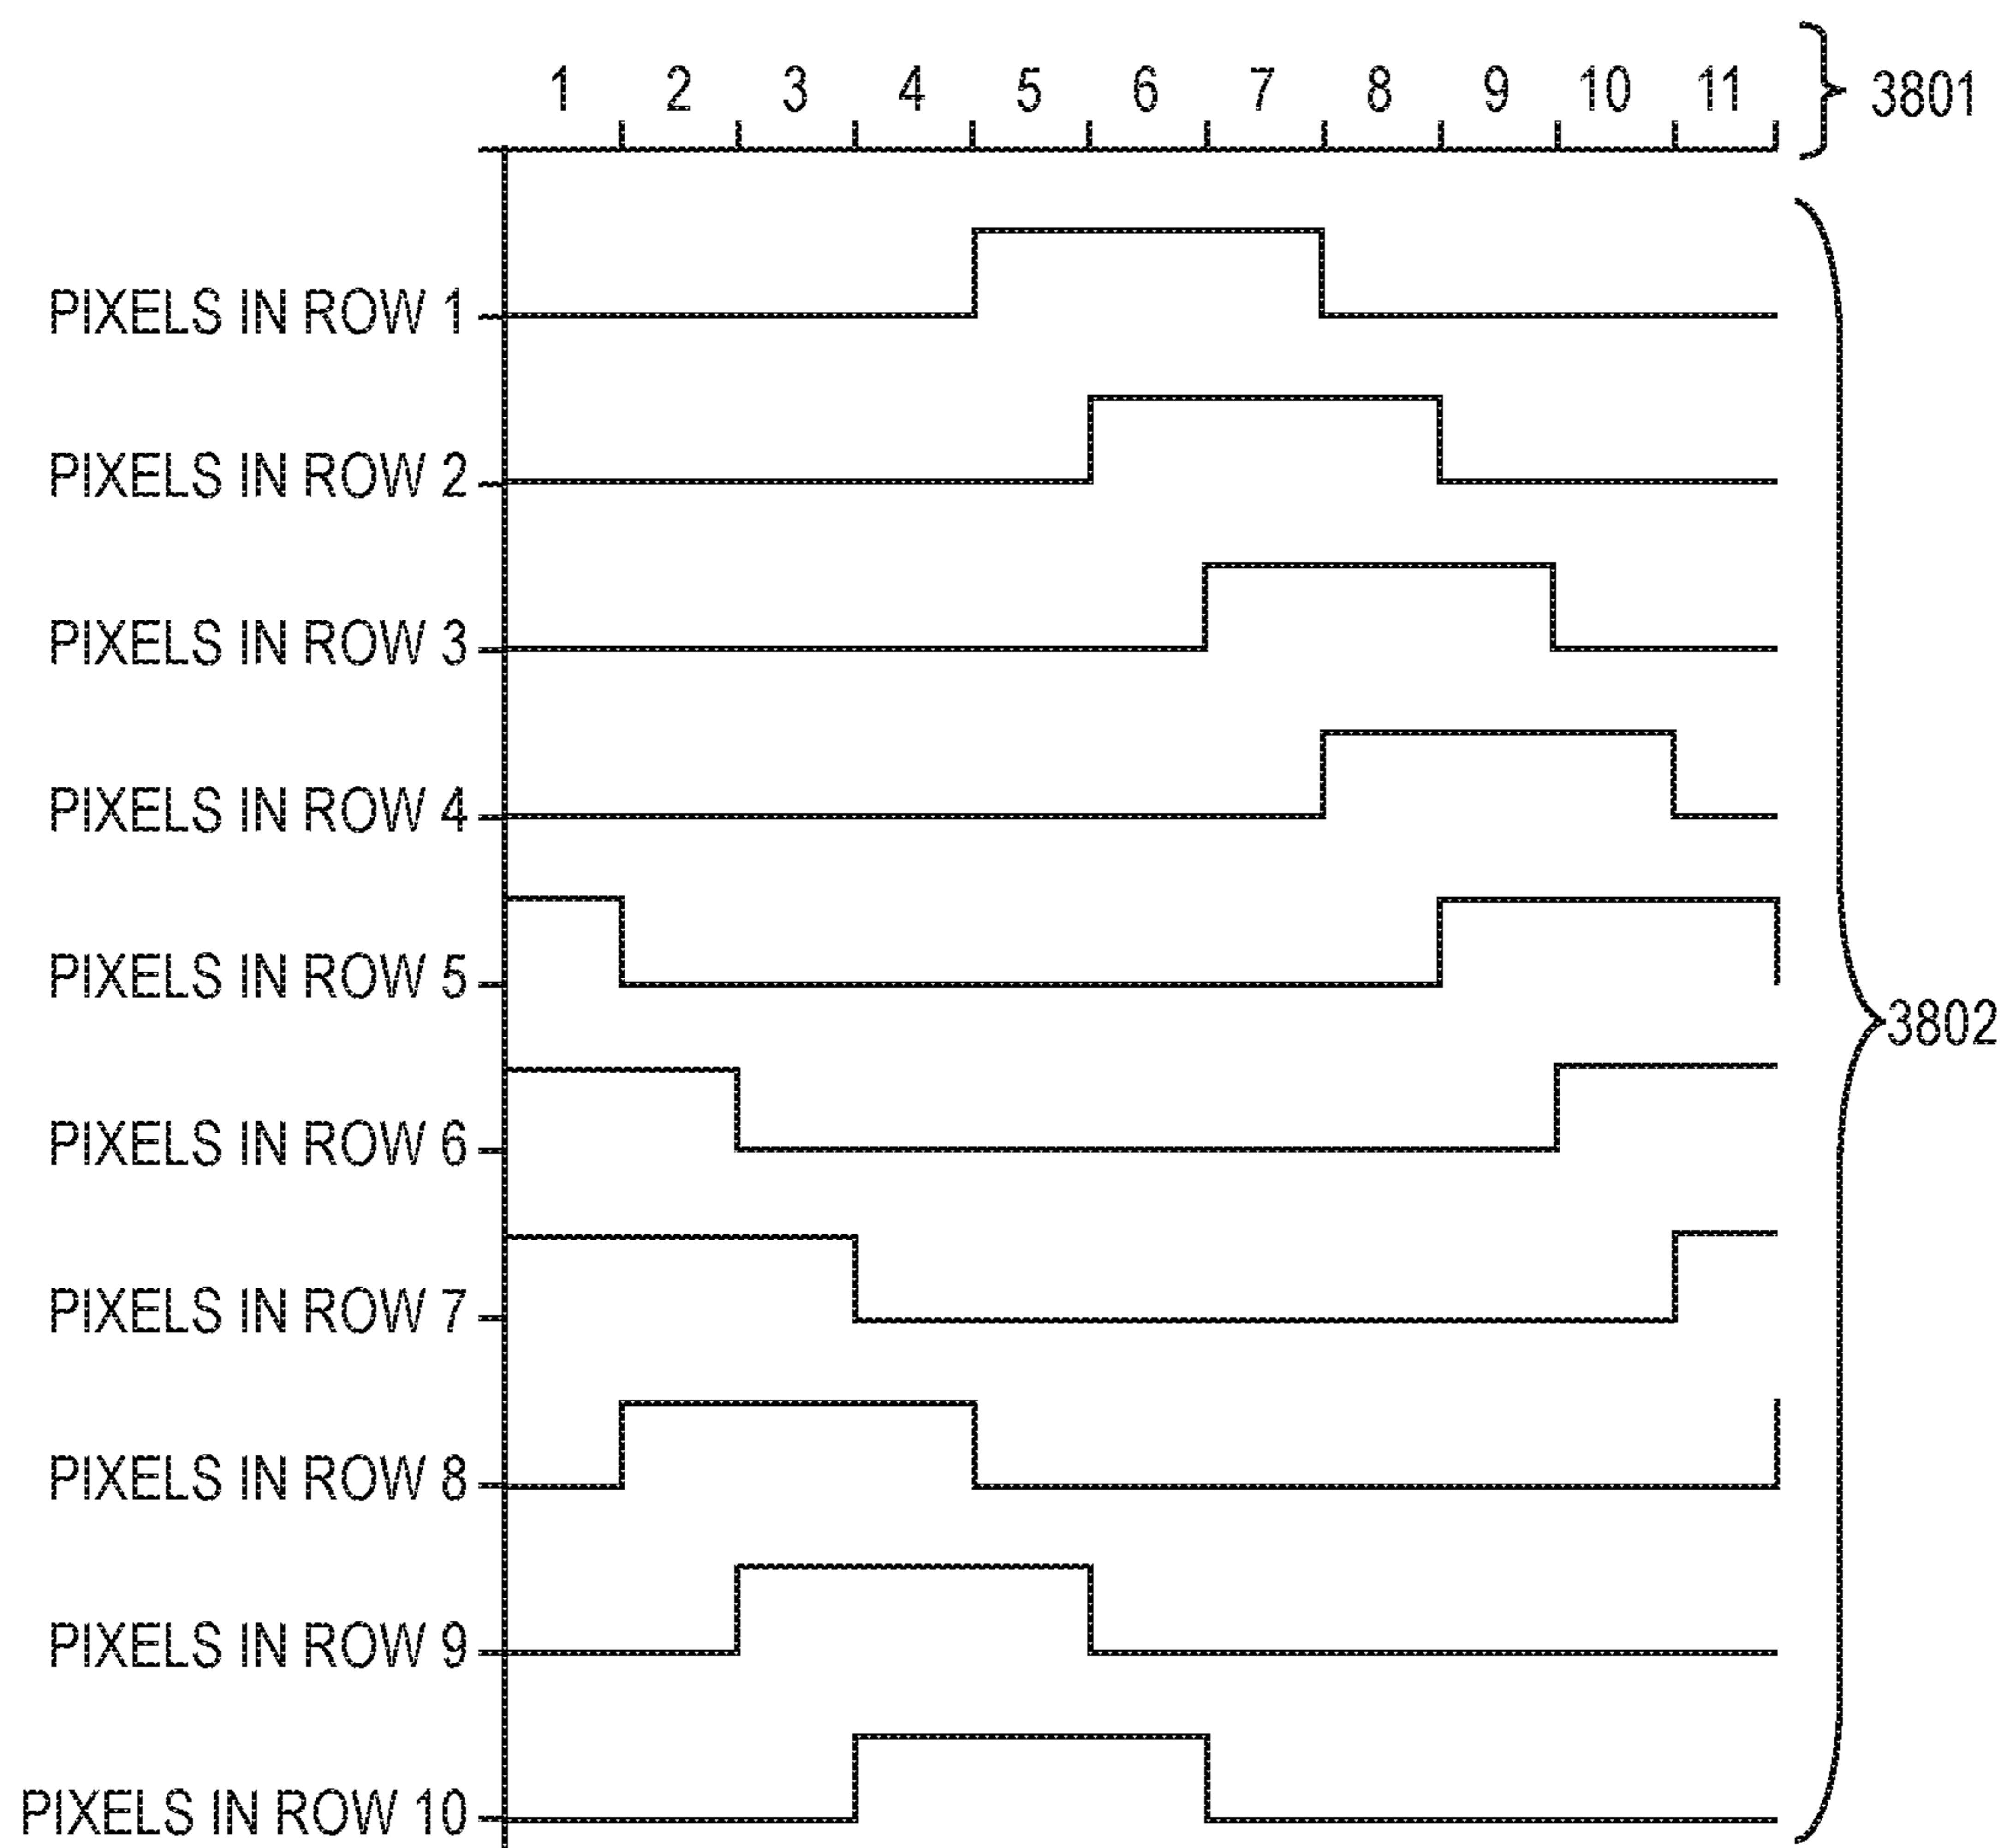 1 2 3 4 5 6 7 8 9 10 11
3801
PIXELS IN ROW 1
PIXELS IN ROW 2
PIXELS IN ROW 3
PIXELS IN ROW 4
PIXELS IN ROW 5
3802
PIXELS IN ROW 6
PIXELS IN ROW 7
PIXELS IN ROW 8
PIXELS IN ROW 9
PIXELS IN ROW 10